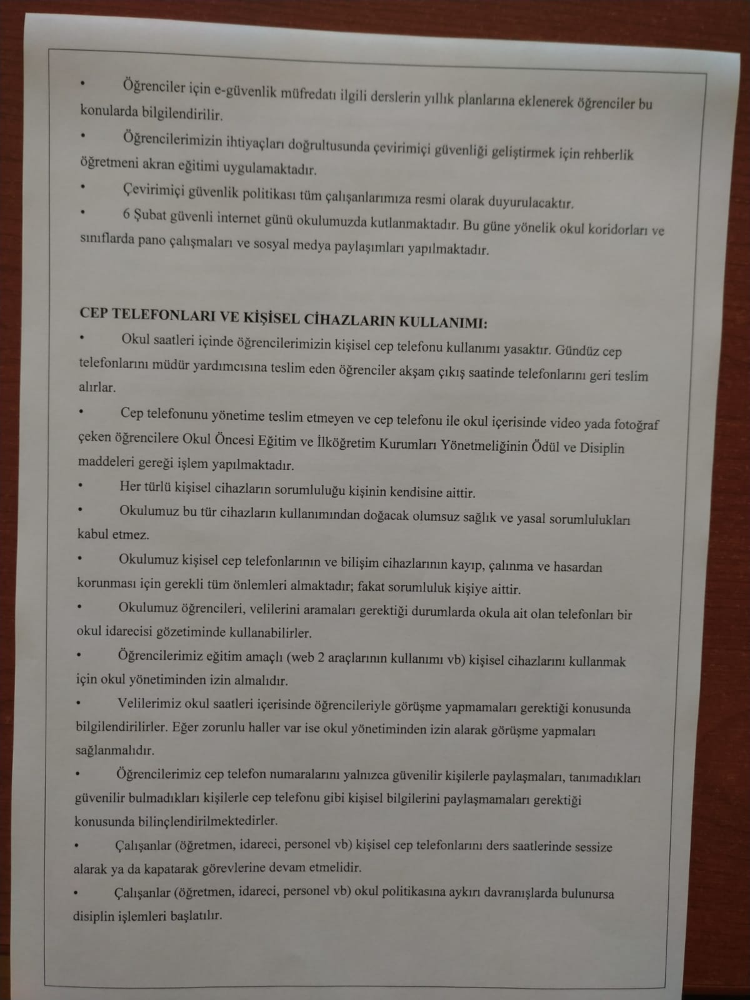 • Öğrenciler için e-güvenlik müfredatı ilgili derslerin yıllık planlarına eklenerek öğrenciler bu
konularda bilgilendirilir.
• Öğrencilerimizin ihtiyaçları doğrultusunda çevirimiçi güvenliği geliştirmek için rehberlik
öğretmeni akran eğitimi uygulamaktadır.
• Çevirimiçi güvenlik politikası tüm çalışanlarımıza resmi olarak duyurulacaktır.
• 6 Şubat güvenli internet günü okulumuzda kutlanmaktadır. Bu güne yönelik okul koridorları ve
sınıflarda pano çalışmaları ve sosyal medya paylaşımları yapılmaktadır.
CEP TELEFONLARI VE KİŞİSEL CİHAZLARIN KULLANIMI:
• Okul saatleri içinde öğrencilerimizin kişisel cep telefonu kullanımı yasaktır. Gündüz cep
telefonlarını müdür yardımcısına teslim eden öğrenciler akşam çıkış saatinde telefonlarını geri teslim
alırlar.
• Cep telefonunu yönetime teslim etmeyen ve cep telefonu ile okul içerisinde video yada fotoğraf
çeken öğrencilere Okul Öncesi Eğitim ve İlköğretim Kurumları Yönetmeliğinin Ödül ve Disiplin
maddeleri gereği işlem yapılmaktadır.
• Her türlü kişisel cihazların sorumluluğu kişinin kendisine aittir.
• Okulumuz bu tür cihazların kullanımından doğacak olumsuz sağlık ve yasal sorumlulukları
kabul etmez.
• Okulumuz kişisel cep telefonlarının ve bilişim cihazlarının kayıp, çalınma ve hasardan
korunması için gerekli tüm önlemleri almaktadır; fakat sorumluluk kişiye aittir.
• Okulumuz öğrencileri, velilerini aramaları gerektiği durumlarda okula ait olan telefonları bir
okul idarecisi gözetiminde kullanabilirler.
• Öğrencilerimiz eğitim amaçlı (web 2 araçlarının kullanımı vb) kişisel cihazlarını kullanmak
için okul yönetiminden izin almalıdır.
• Velilerimiz okul saatleri içerisinde öğrencileriyle görüşme yapmamaları gerektiği konusunda
bilgilendirilirler. Eğer zorunlu haller var ise okul yönetiminden izin alarak görüşme yapmaları
sağlanmalıdır.
• Öğrencilerimiz cep telefon numaralarını yalnızca güvenilir kişilerle paylaşmaları, tanımadıkları
güvenilir bulmadıkları kişilerle cep telefonu gibi kişisel bilgilerini paylaşmamaları gerektiği
konusunda bilinçlendirilmektedirler.
• Çalışanlar (öğretmen, idareci, personel vb) kişisel cep telefonlarını ders saatlerinde sessize
alarak ya da kapatarak görevlerine devam etmelidir.
• Çalışanlar (öğretmen, idareci, personel vb) okul politikasına aykırı davranışlarda bulunursa
disiplin işlemleri başlatılır.